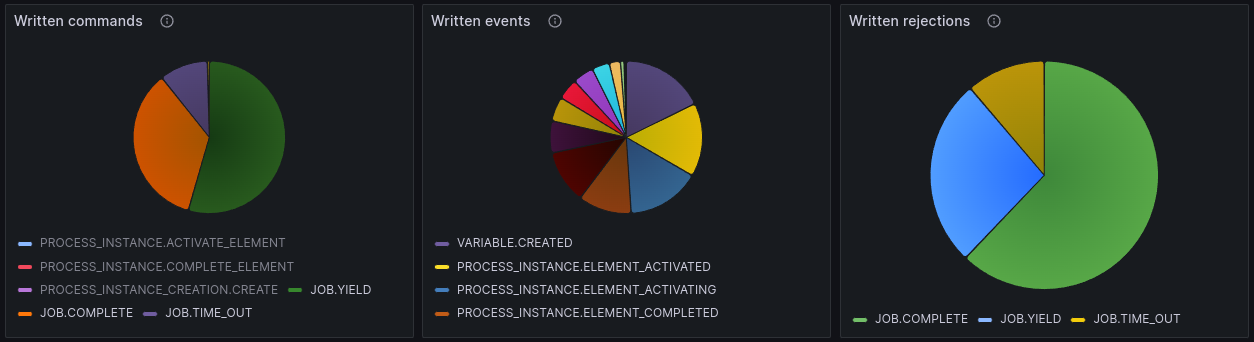 Written commands
PROCESS_INSTANCE.ACTIVATE_ELEMENT
PROCESS_INSTANCE.COMPLETE_ELEMENT
PROCESS_INSTANCE_CREATION.CREATE JOB.YIELD
JOB.COMPLETE JOB.TIME_OUT
Written events
VARIABLE.CREATED
PROCESS_INSTANCE.ELEMENT_ACTIVATED
PROCESS_INSTANCE.ELEMENT_ACTIVATING
PROCESS_INSTANCE.ELEMENT_COMPLETED
Written rejections
JOB.COMPLETE JOB.YIELD JOB.TIME_OUT